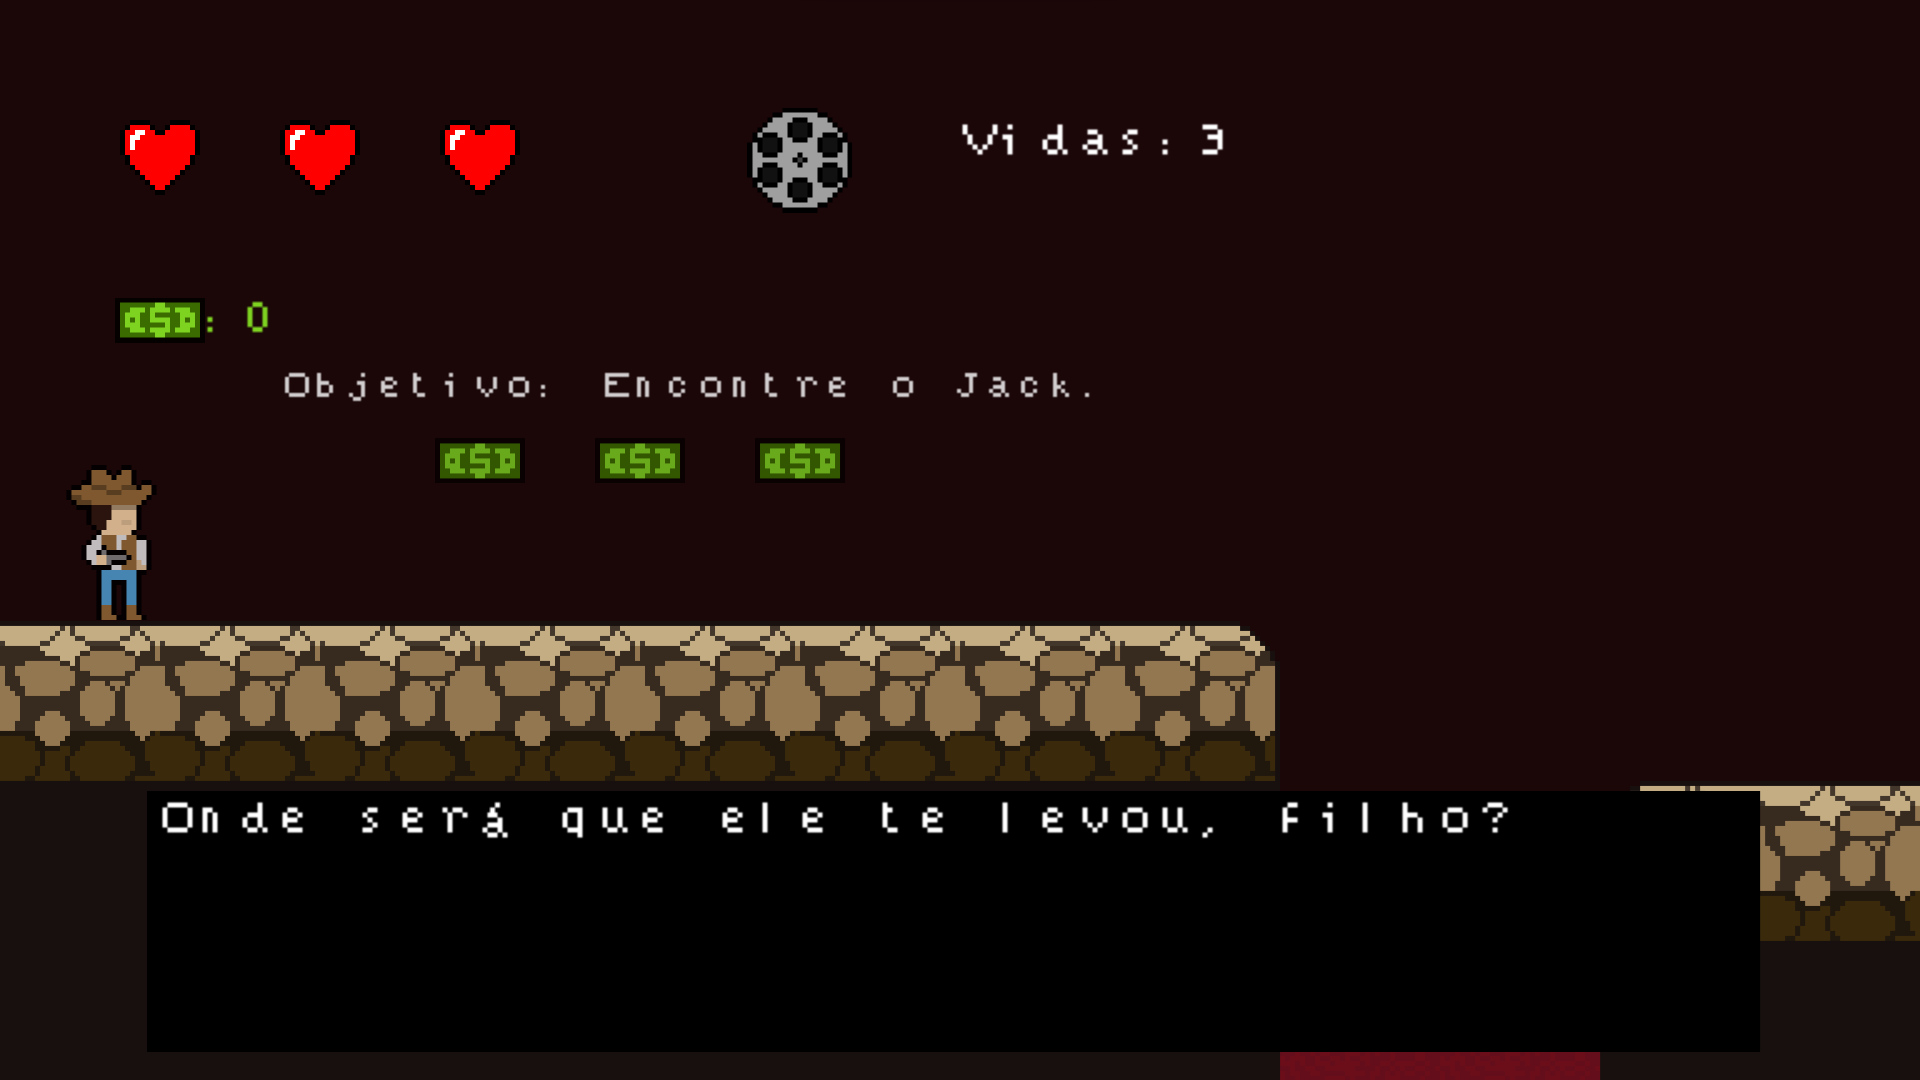 Vidas: 3
$: 0
Objetivo: Encontre o Jack.
$ $ $
Onde será que ele te levou, filho?